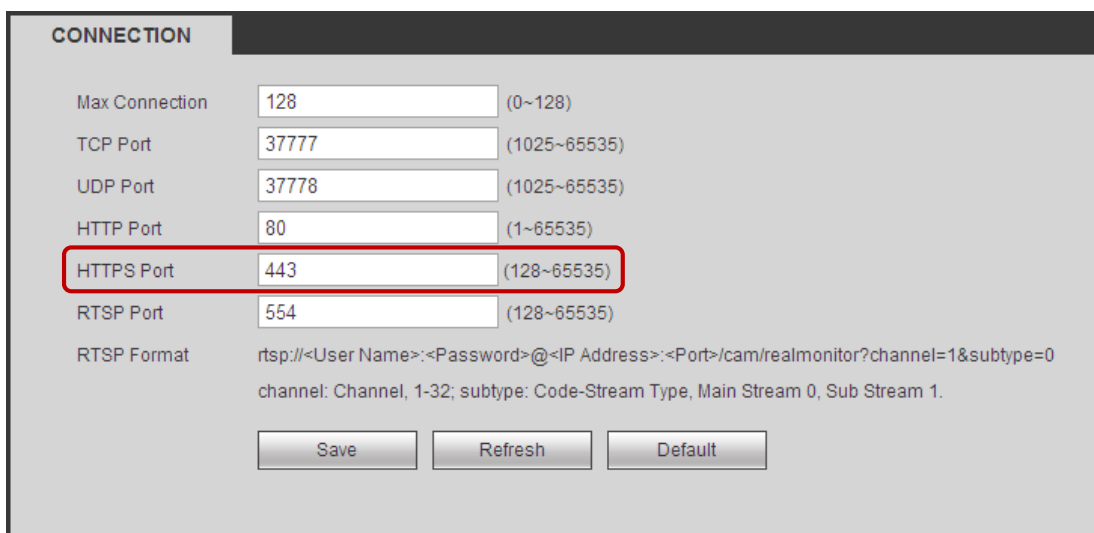 CONNECTION
Max Connection 128 (0~128)
TCP Port 37777 (1025~65535)
UDP Port 37778 (1025~65535)
HTTP Port 80 (1~65535)
HTTPS Port 443 (128~65535)
RTSP Port 554 (128~65535)
RTSP Format rtsp://<User Name>:<Password>@<IP Address>:<Port>/cam/realmonitor?channel=1&subtype=0
channel: Channel, 1-32; subtype: Code-Stream Type, Main Stream 0, Sub Stream 1.
Save Refresh Default